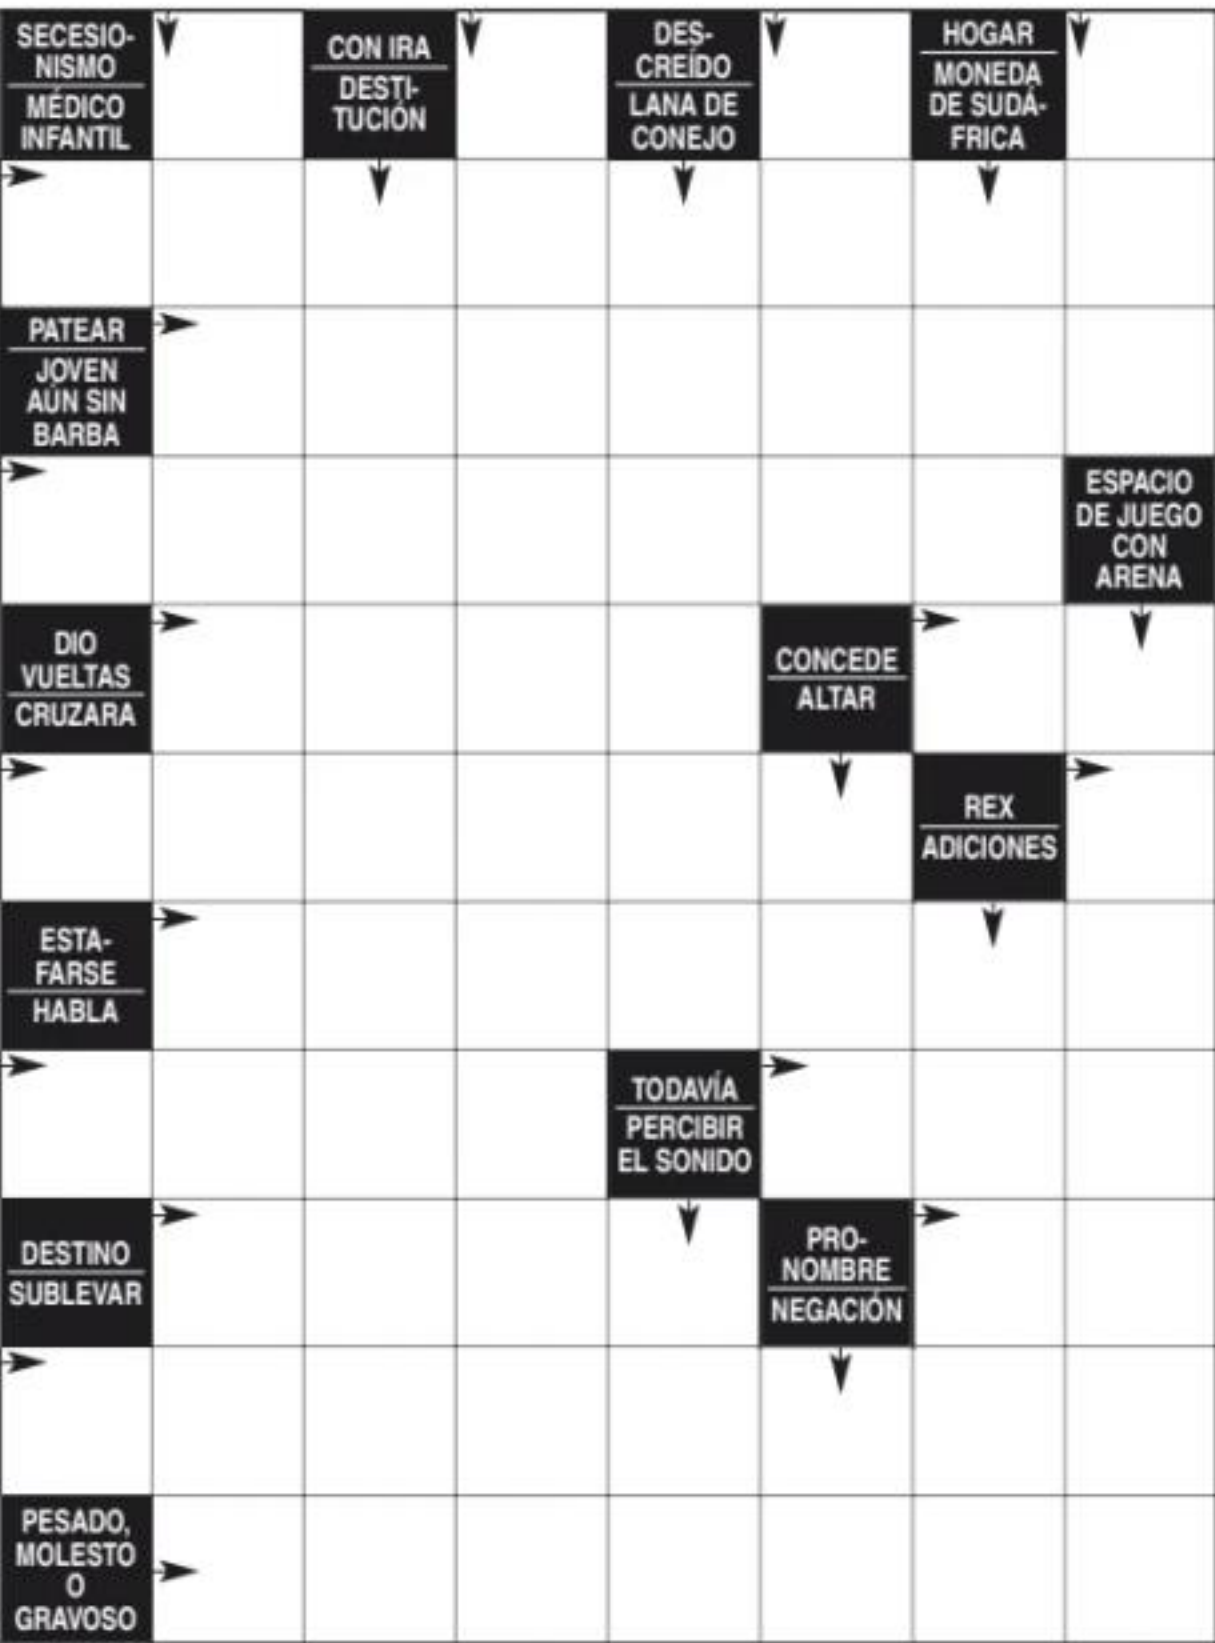 SECESIO-
NISMO
MÉDICO
INFANTIL
CON IRA
DESTI-
TUCIÓN
DES-
CREÍDO
LANA DE
CONEJO
HOGAR
MONEDA
DE SUDÁ-
FRICA
PATEAR
JOVEN
AÚN SIN
BARBA
ESPACIO
DE JUEGO
CON
ARENA
DIO
VUELTAS
CRUZARA
CONCEDE
ALTAR
REX
ADICIONES
ESTA-
FARSE
HABLA
TODAVÍA
PERCIBIR
EL SONIDO
DESTINO
SUBLEVAR
PRO-
NOMBRE
NEGACIÓN
PESADO,
MOLESTO
O
GRAVOSO